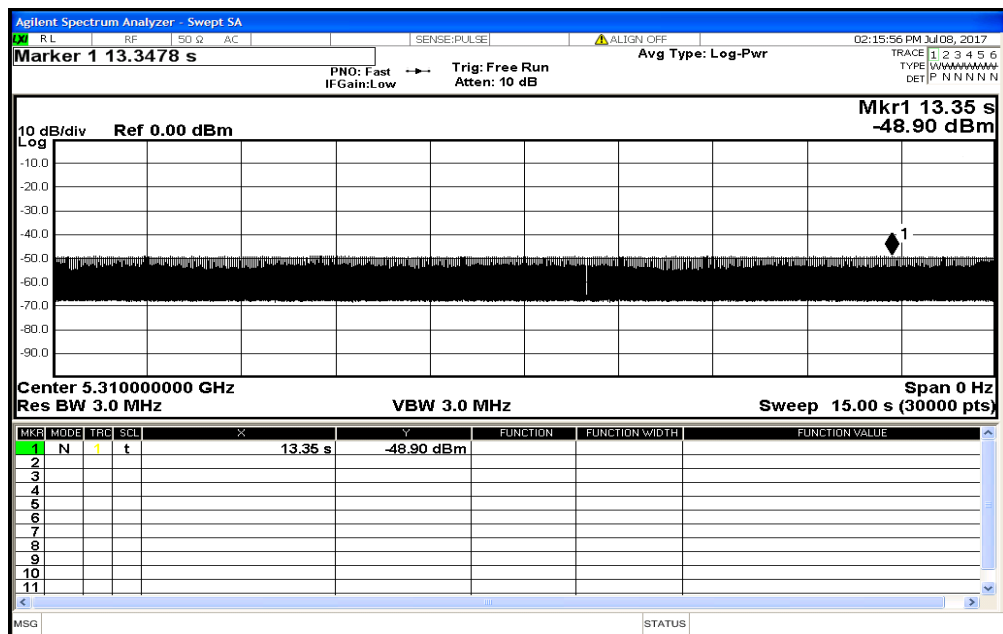 Agilent Spectrum Analyzer - Swept SA
LXI RL RF 50 Ω AC SENSE:PULSE ALIGN OFF 02:15:56 PM Jul 08, 2017
Marker 1 13.3478 s
PNO: Fast
IFGain:Low
Trig: Free Run
Atten: 10 dB
Avg Type: Log-Pwr
TRACE 1 2 3 4 5 6
TYPE WWWWWW
DET P N N N N N
Mkr1 13.35 s
-48.90 dBm
10 dB/div Ref 0.00 dBm
Log
-10.0
-20.0
-30.0
-40.0
-50.0
-60.0
-70.0
-80.0
-90.0
1
Center 5.310000000 GHz Span 0 Hz
Res BW 3.0 MHz VBW 3.0 MHz Sweep 15.00 s (30000 pts)
MKR MODE TRC SCL X Y FUNCTION FUNCTION WIDTH FUNCTION VALUE
1 N 1 t 13.35 s -48.90 dBm
2
3
4
5
6
7
8
9
10
11
MSG STATUS